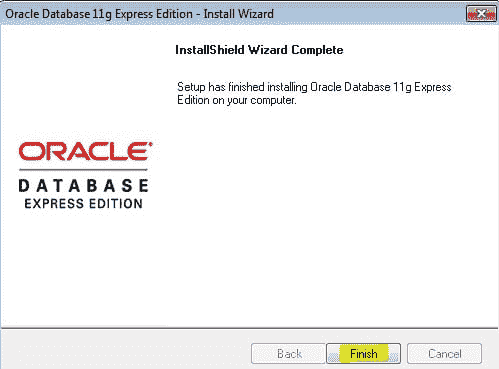 Oracle Database 11g Express Edition - Install Wizard
InstallShield Wizard Complete
Setup has finished installing Oracle Database 11g Express
Edition on your computer.
ORACLE
DATABASE
EXPRESS EDITION
Back Finish Cancel